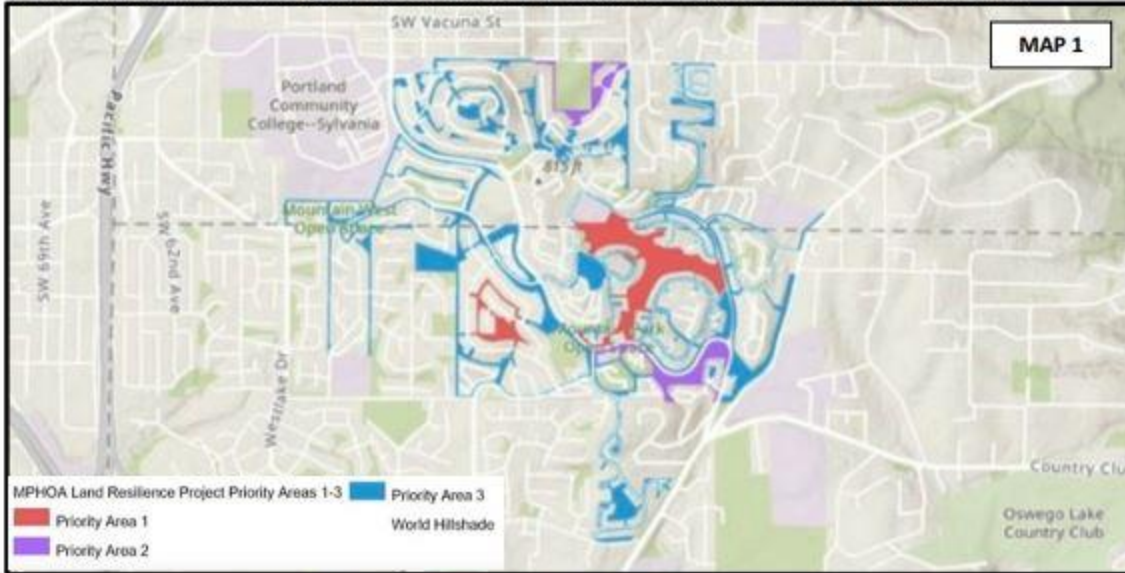 SW Vacuna St
MAP 1
Portland
Community
College--Sylvania
Pacific Hwy
815 ft
SW 69th Ave
SW 62nd Ave
Mountain West
Open Space
Westlake Dr
Country Clu
Oswego Lake
Country Club
MPHOA Land Resilience Project Priority Areas 1-3
Priority Area 1
Priority Area 2
Priority Area 3
World Hillshade